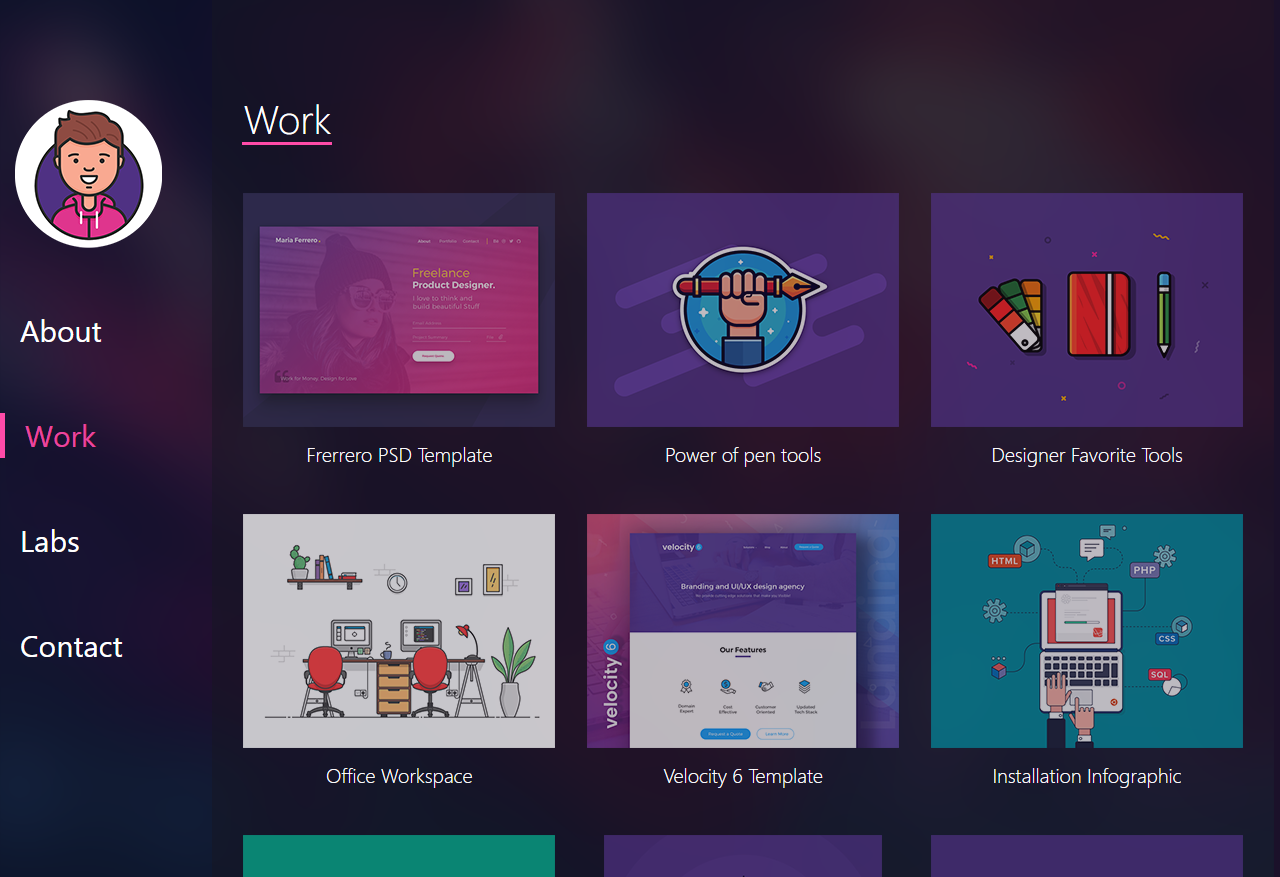 Work
About
Work
Labs
Contact
Maria Ferrero.
About Portfolio Contact
Freelance
Product Designer.
I love to think and
build beautiful Stuff
Request Quote
Work for Money, Design for Love
Frerrero PSD Template
Power of pen tools
Designer Favorite Tools
velocity 6
Branding and UI/UX design agency
Our Features
Domain Expert
Cost Effective
Customer Oriented
Updated Tech Stack
Request a Quote
Learn More
velocity 6
HTML
PHP
CSS
SQL
Office Workspace
Velocity 6 Template
Installation Infographic